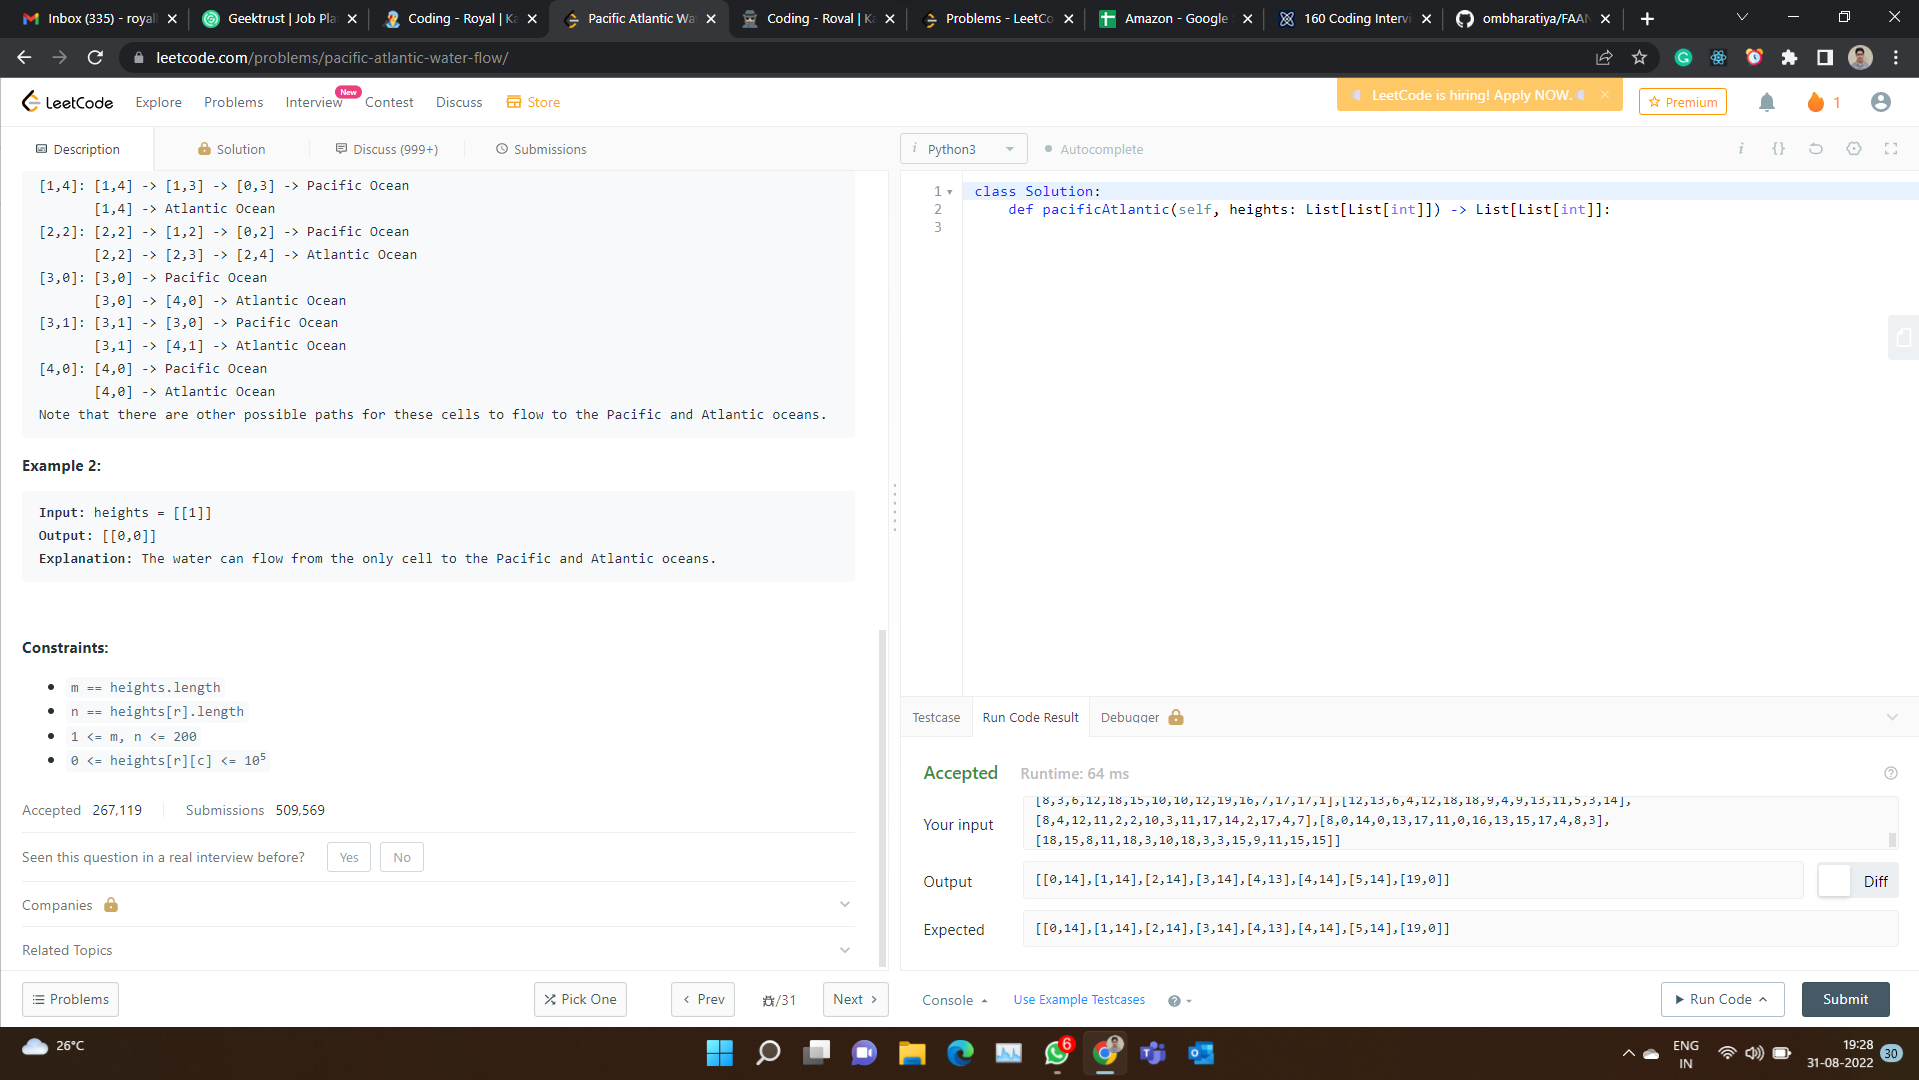 Inbox (335) - royal
Geektrust | Job Pla
Coding - Royal | Ka
Pacific Atlantic Wa
Coding - Royal | Ka
Problems - LeetCo
Amazon - Google
160 Coding Intervi
ombharatiya/FAAN
leetcode.com/problems/pacific-atlantic-water-flow/
LeetCode
Explore
Problems
Interview
New
Contest
Discuss
Store
LeetCode is hiring! Apply NOW.
Premium
1
Description
Solution
Discuss (999+)
Submissions
i Python3
Autocomplete
[1,4]: [1,4] -> [1,3] -> [0,3] -> Pacific Ocean
[1,4] -> Atlantic Ocean
[2,2]: [2,2] -> [1,2] -> [0,2] -> Pacific Ocean
[2,2] -> [2,3] -> [2,4] -> Atlantic Ocean
[3,0]: [3,0] -> Pacific Ocean
[3,0] -> [4,0] -> Atlantic Ocean
[3,1]: [3,1] -> [3,0] -> Pacific Ocean
[3,1] -> [4,1] -> Atlantic Ocean
[4,0]: [4,0] -> Pacific Ocean
[4,0] -> Atlantic Ocean
Note that there are other possible paths for these cells to flow to the Pacific and Atlantic oceans.
Example 2:
Input: heights = [[1]]
Output: [[0,0]]
Explanation: The water can flow from the only cell to the Pacific and Atlantic oceans.
Constraints:
m == heights.length
n == heights[r].length
1 <= m, n <= 200
0 <= heights[r][c] <= 10⁵
Accepted 267,119
Submissions 509,569
Seen this question in a real interview before?
Yes
No
Companies
Related Topics
Problems
Pick One
Prev
/31
Next
1 class Solution:
2 def pacificAtlantic(self, heights: List[List[int]]) -> List[List[int]]:
3
Testcase
Run Code Result
Debugger
Accepted
Runtime: 64 ms
Your input
[8,3,6,12,18,15,10,10,12,19,16,7,17,17,1],[12,13,6,4,12,18,18,9,4,9,13,11,5,3,14],
[8,4,12,11,2,2,10,3,11,17,14,2,17,4,7],[8,0,14,0,13,17,11,0,16,13,15,17,4,8,3],
[18,15,8,11,18,3,10,18,3,3,15,9,11,15,15]]
Output
[[0,14],[1,14],[2,14],[3,14],[4,13],[4,14],[5,14],[19,0]]
Diff
Expected
[[0,14],[1,14],[2,14],[3,14],[4,13],[4,14],[5,14],[19,0]]
Console
Use Example Testcases
Run Code
Submit
26°C
6
ENG
IN
19:28
31-08-2022
30